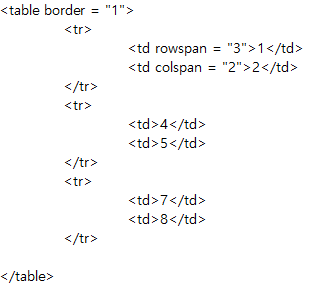 <table border = "1">
<tr>
<td rowspan = "3">1</td>
<td colspan = "2">2</td>
</tr>
<tr>
<td>4</td>
<td>5</td>
</tr>
<tr>
<td>7</td>
<td>8</td>
</tr>
</table>